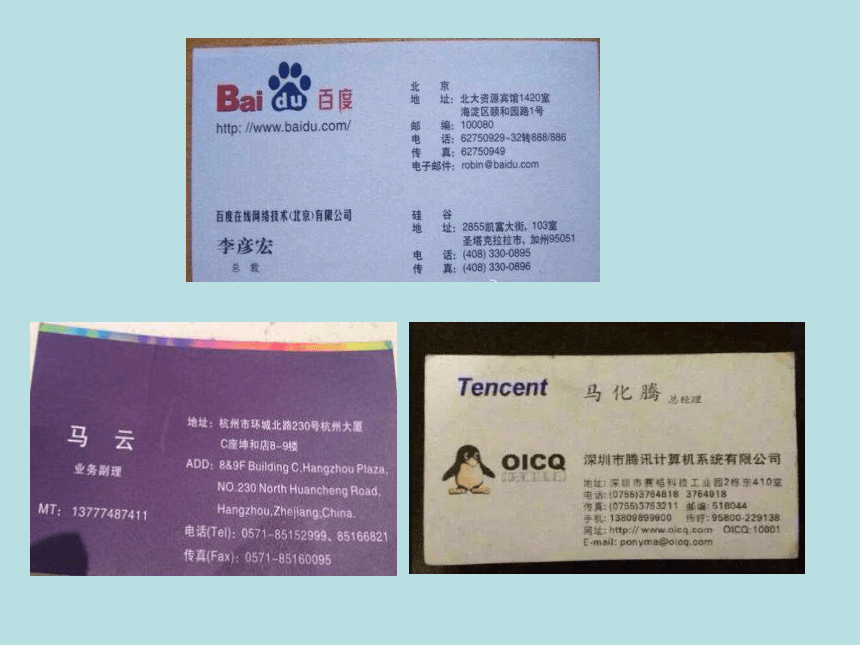 Bai du 百度
http: //www.baidu.com/
百度在线网络技术(北京)有限公司
李彦宏
总 裁
北 京
地 址: 北大资源宾馆1420室
海淀区颐和园路1号
邮 编: 100080
电 话: 62750929-32转888/886
传 真: 62750949
电子邮件: robin@baidu.com
硅 谷
地 址: 2855凯富大街, 103室
圣塔克拉拉市, 加州95051
电 话: (408) 330-0895
传 真: (408) 330-0896
马 云
业务副理
MT: 13777487411
地址: 杭州市环城北路230号杭州大厦
C座坤和店8-9楼
ADD: 8&9F Building C,Hangzhou Plaza,
NO.230 North Huancheng Road,
Hangzhou,Zhejiang,China.
电话(Tel): 0571-85152999、85166821
传真(Fax): 0571-85160095
Tencent
马化腾 总经理
OICQ
深圳市腾讯计算机系统有限公司
地址: 深圳市赛格科技工业园2栋东410室
电话: (0755)3764818 3764918
传真: (0755)3753211 邮编: 518044
手机: 13809899900 传呼: 95800-229138
网址: http://www.oicq.com OICQ:10001
E-mail: ponyma@oicq.com